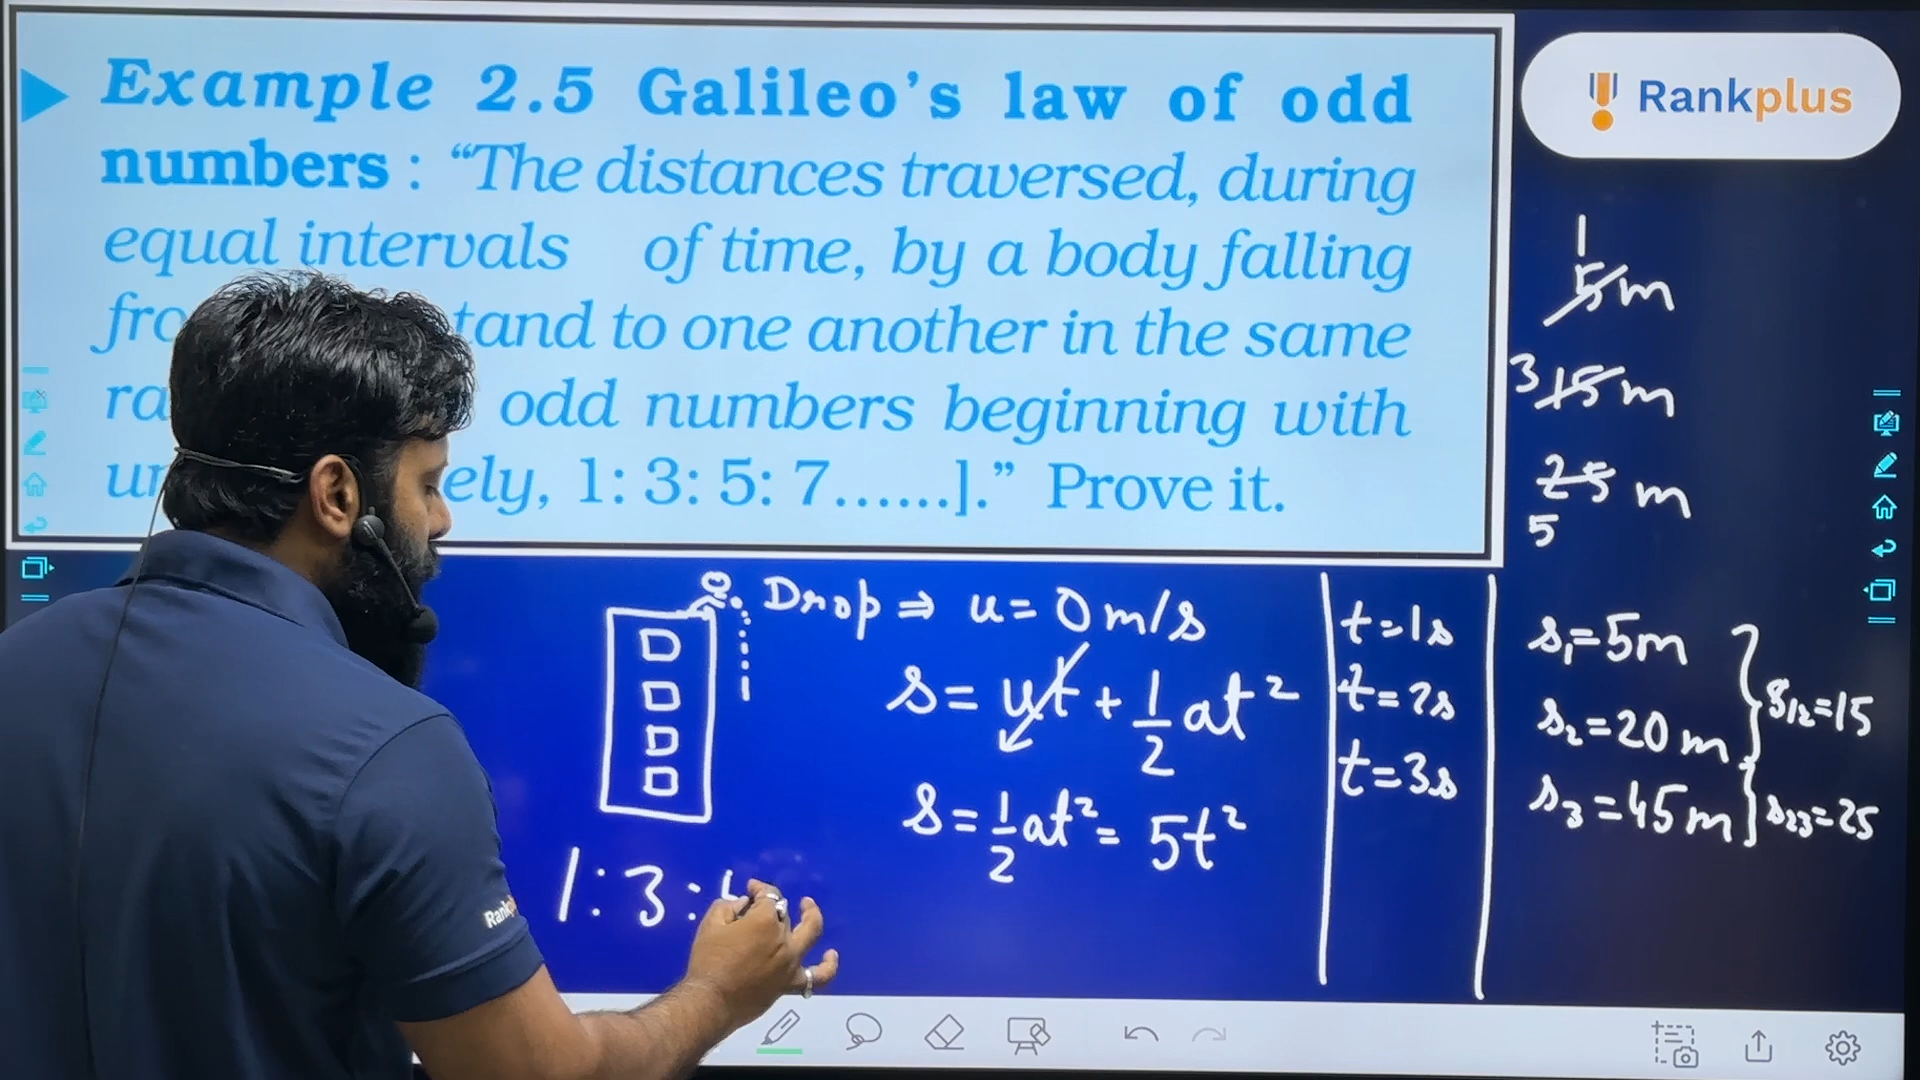 Example 2.5 Galileo's law of odd
numbers : “The distances traversed, during
equal intervals of time, by a body falling
tand to one another in the same
odd numbers beginning with
ely, 1: 3: 5: 7......].” Prove it.
Rankplus
1
5m
3 15 m
25 m
5
Drop ⇒ u = 0 m/s
s = ut + 1/2 at²
s = 1/2 at² = 5t²
1 : 3 :
t = 1s
t = 2s
t = 3s
s₁ = 5m
s₂ = 20 m
s₃ = 45 m
s₁₂ = 15
s₂₃ = 25